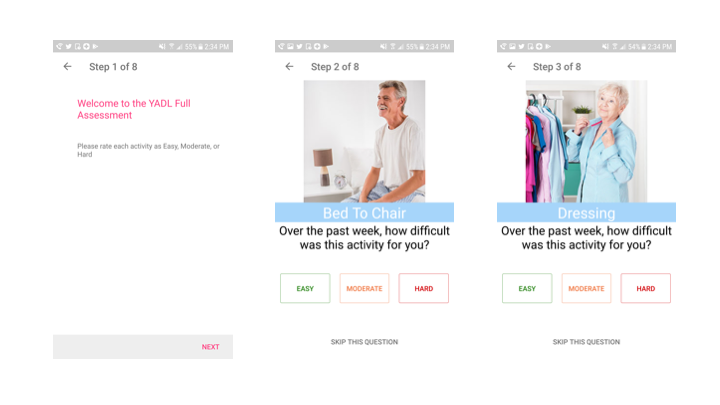 55% 2:34 PM
Step 1 of 8
Welcome to the YADL Full
Assessment
Please rate each activity as Easy, Moderate, or
Hard
NEXT
55% 2:34 PM
Step 2 of 8
Bed To Chair
Over the past week, how difficult
was this activity for you?
EASY
MODERATE
HARD
SKIP THIS QUESTION
54% 2:34 PM
Step 3 of 8
Dressing
Over the past week, how difficult
was this activity for you?
EASY
MODERATE
HARD
SKIP THIS QUESTION